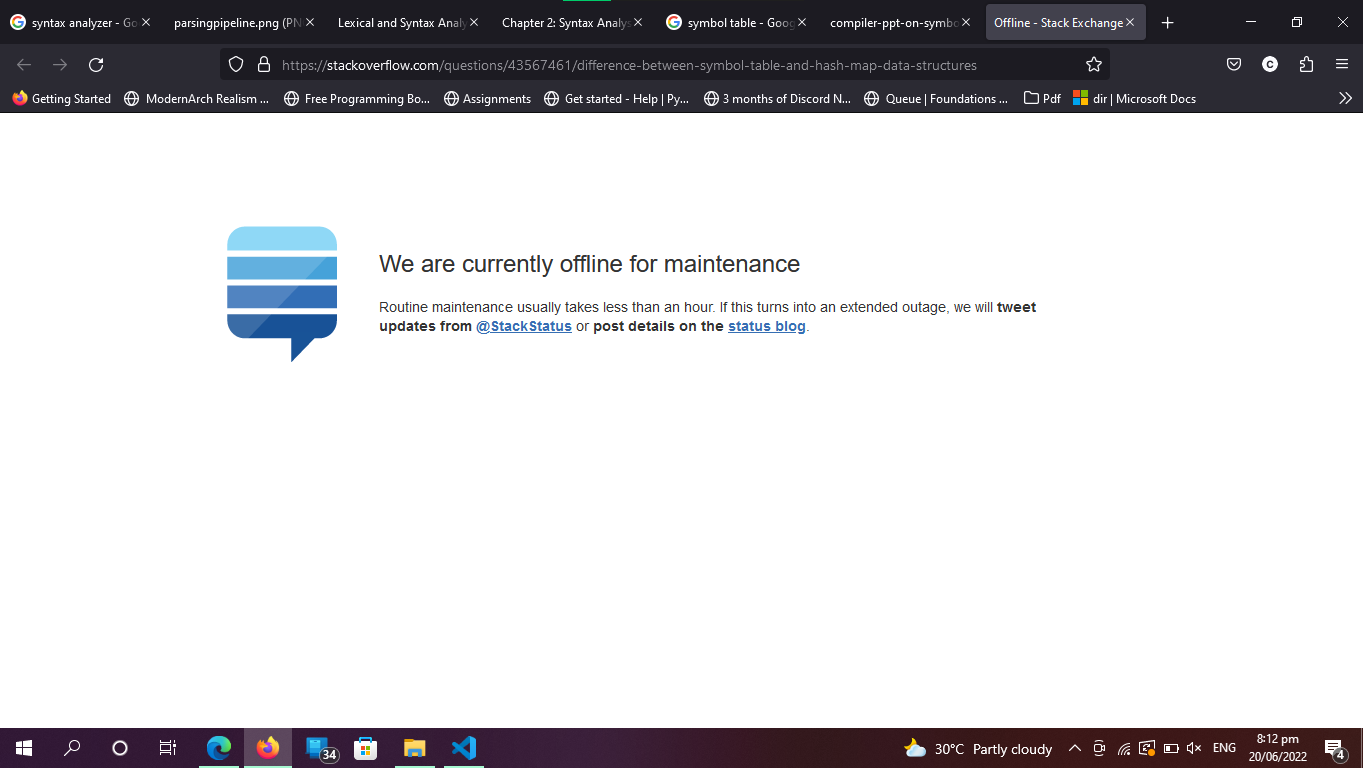 syntax analyzer - Go
parsingpipeline.png (PN
Lexical and Syntax Analy
Chapter 2: Syntax Analys
symbol table - Goog
compiler-ppt-on-symbo
Offline - Stack Exchange
https://stackoverflow.com/questions/43567461/difference-between-symbol-table-and-hash-map-data-structures
C
Getting Started
ModernArch Realism ...
Free Programming Bo...
Assignments
Get started - Help | Py...
3 months of Discord N...
Queue | Foundations ...
Pdf
dir | Microsoft Docs
We are currently offline for maintenance
Routine maintenance usually takes less than an hour. If this turns into an extended outage, we will tweet
updates from @StackStatus or post details on the status blog.
34
30°C Partly cloudy
ENG
8:12 pm
20/06/2022
4